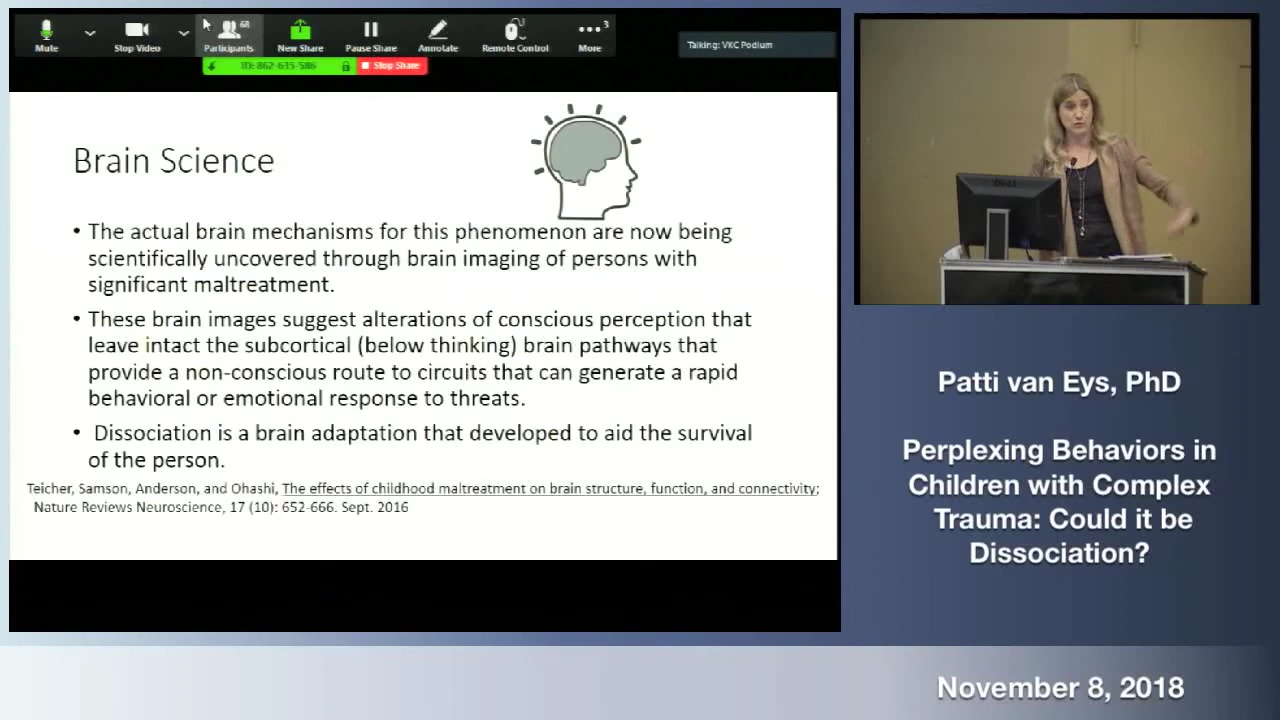 Mute
Stop Video
68
Participants
New Share
Pause Share
Annotate
Remote Control
3
More
Talking: VKC Podium
ID: 862-635-586
Stop Share
Brain Science
• The actual brain mechanisms for this phenomenon are now being
scientifically uncovered through brain imaging of persons with
significant maltreatment.
• These brain images suggest alterations of conscious perception that
leave intact the subcortical (below thinking) brain pathways that
provide a non-conscious route to circuits that can generate a rapid
behavioral or emotional response to threats.
• Dissociation is a brain adaptation that developed to aid the survival
of the person.
Teicher, Samson, Anderson, and Ohashi, The effects of childhood maltreatment on brain structure, function, and connectivity;
Nature Reviews Neuroscience, 17 (10): 652-666. Sept. 2016
Patti van Eys, PhD
Perplexing Behaviors in
Children with Complex
Trauma: Could it be
Dissociation?
November 8, 2018